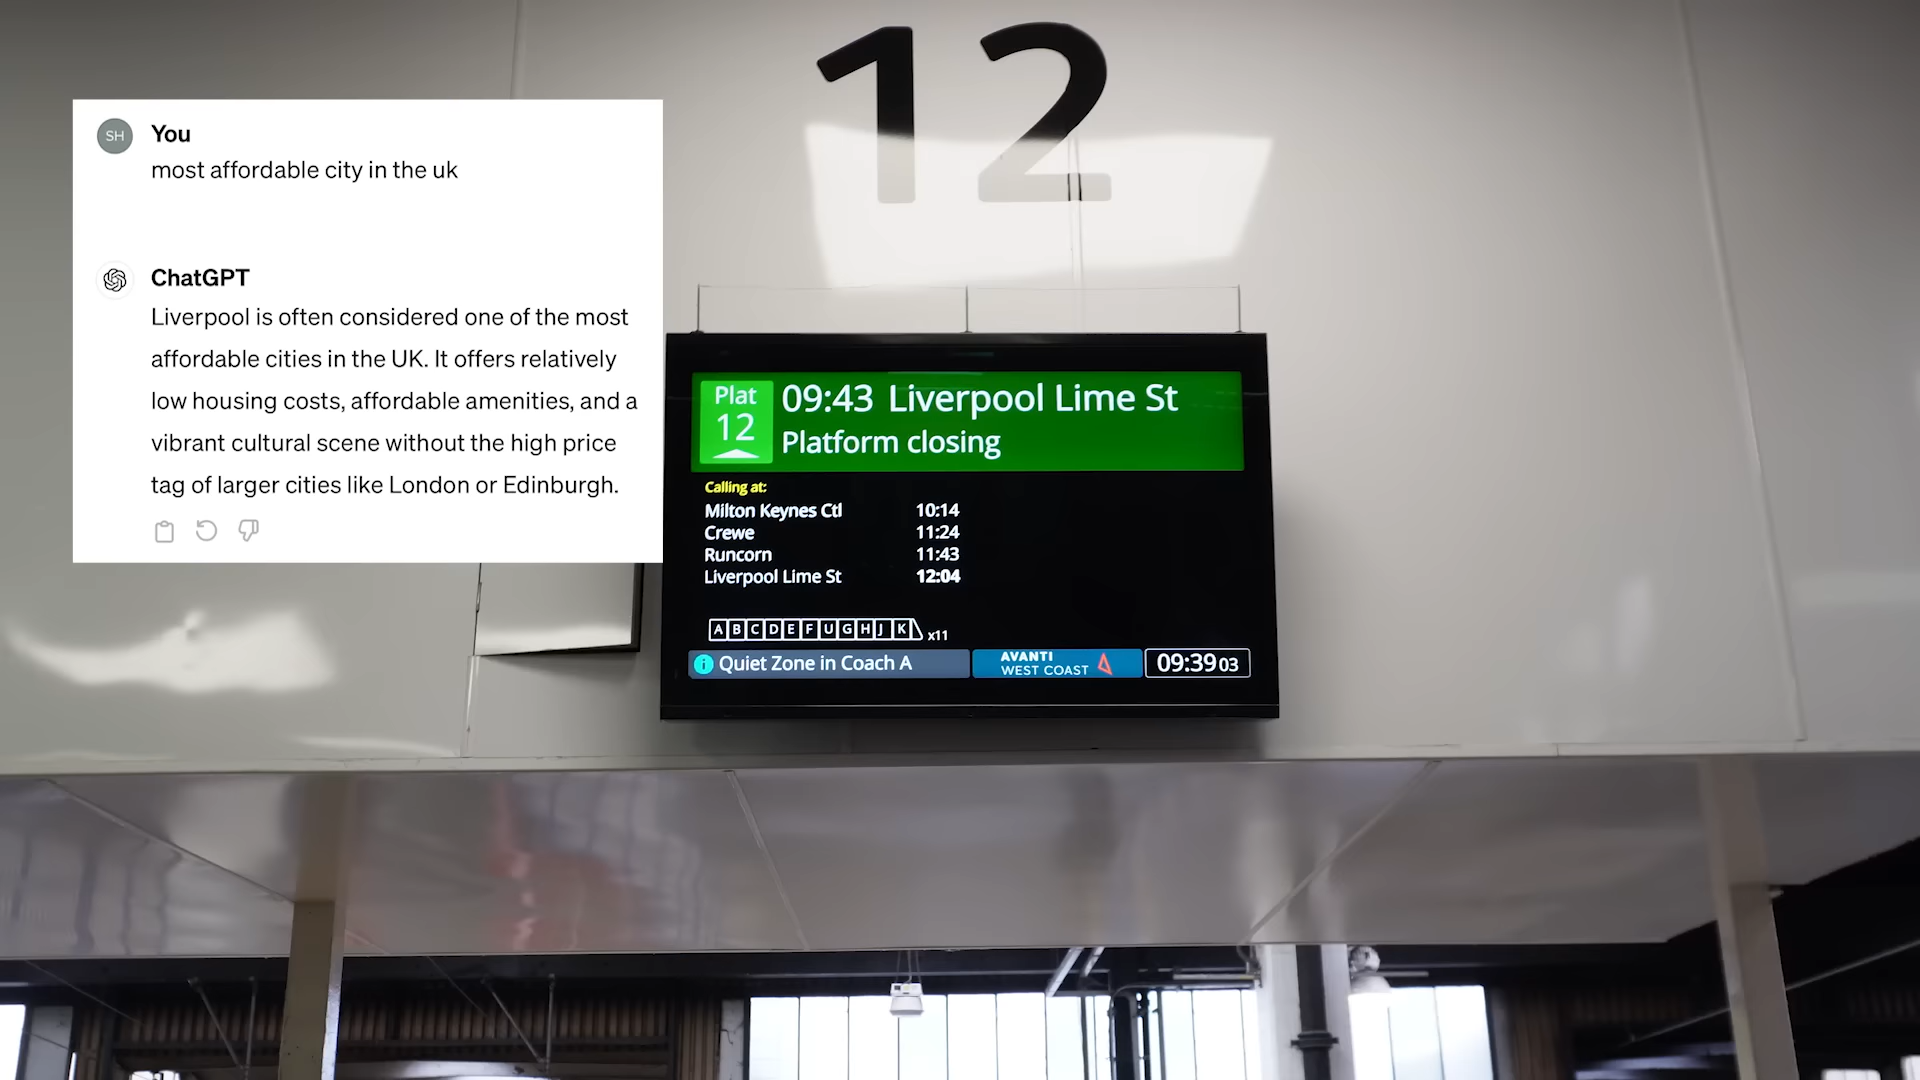 12
SH
You
most affordable city in the uk
ChatGPT
Liverpool is often considered one of the most
affordable cities in the UK. It offers relatively
low housing costs, affordable amenities, and a
vibrant cultural scene without the high price
tag of larger cities like London or Edinburgh.
Plat
12
09:43 Liverpool Lime St
Platform closing
Calling at:
Milton Keynes Ctl 10:14
Crewe 11:24
Runcorn 11:43
Liverpool Lime St 12:04
A B C D E F U G H J K x11
i Quiet Zone in Coach A
AVANTI
WEST COAST
09:39 03